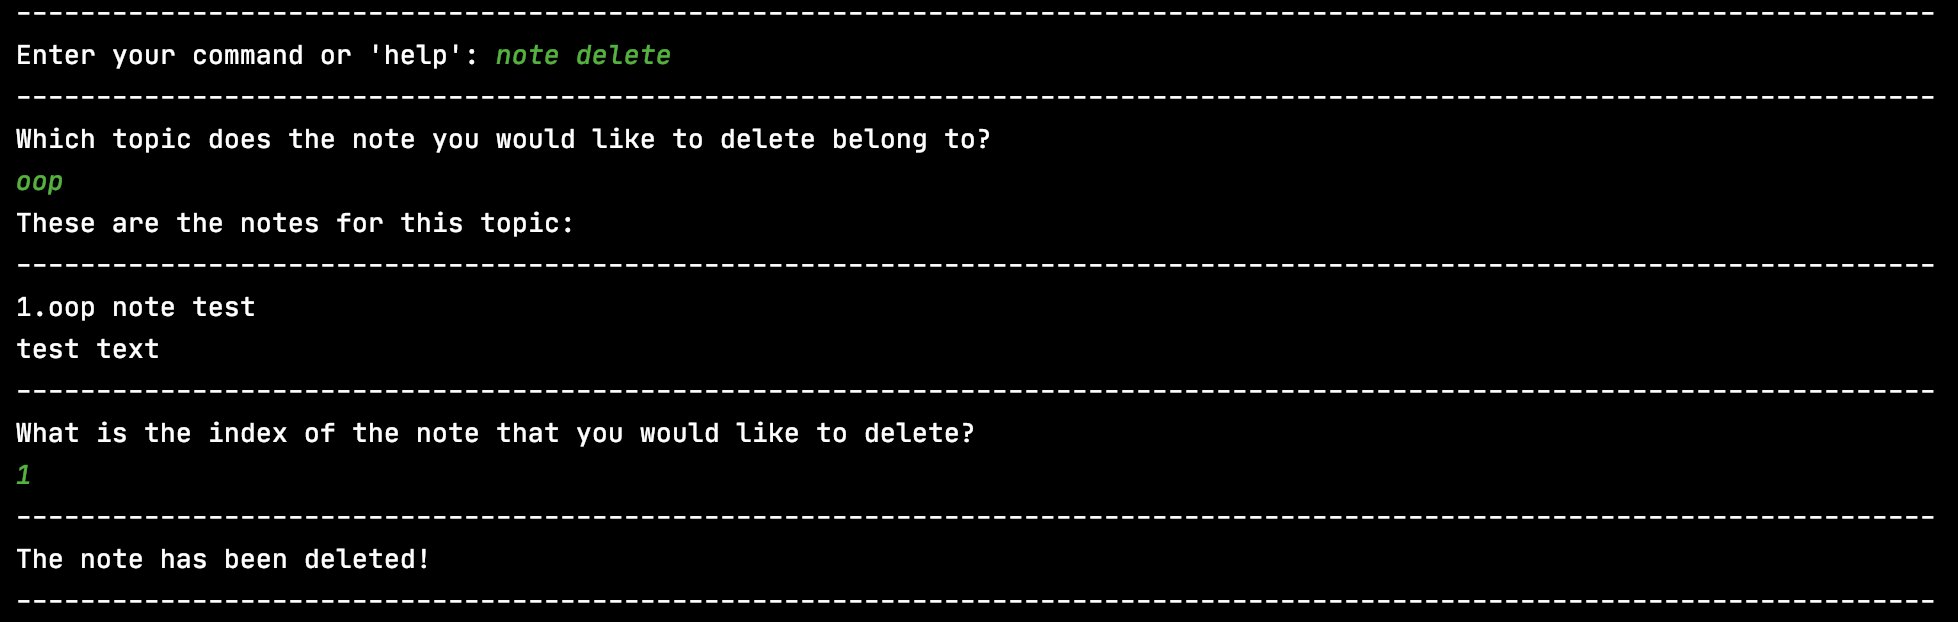 ------------------------------------------------------------------------------------------------------------------------
Enter your command or 'help': note delete
------------------------------------------------------------------------------------------------------------------------
Which topic does the note you would like to delete belong to?
oop
These are the notes for this topic:
------------------------------------------------------------------------------------------------------------------------
1.oop note test
test text
------------------------------------------------------------------------------------------------------------------------
What is the index of the note that you would like to delete?
1
------------------------------------------------------------------------------------------------------------------------
The note has been deleted!
------------------------------------------------------------------------------------------------------------------------